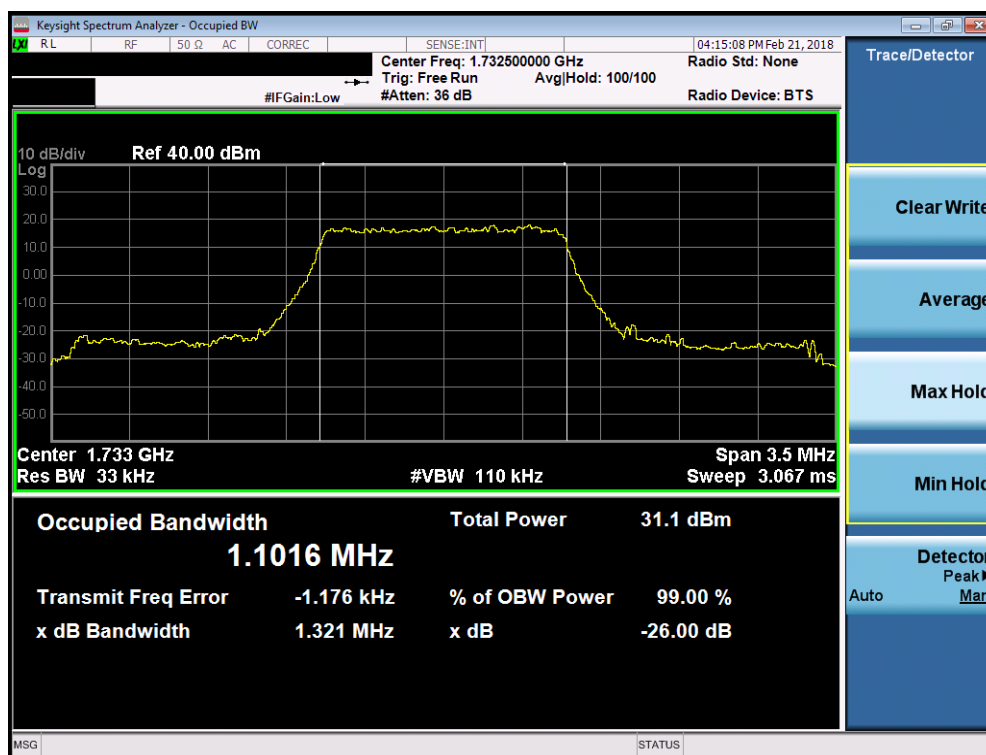 Keysight Spectrum Analyzer - Occupied BW
LXI RL RF 50 Ω AC CORREC SENSE:INT 04:15:08 PM Feb 21, 2018
Center Freq: 1.732500000 GHz Radio Std: None
Trig: Free Run Avg|Hold: 100/100
#IFGain:Low #Atten: 36 dB Radio Device: BTS
10 dB/div Ref 40.00 dBm
Log
30.0
20.0
10.0
0.00
-10.0
-20.0
-30.0
-40.0
-50.0
Center 1.733 GHz Span 3.5 MHz
Res BW 33 kHz #VBW 110 kHz Sweep 3.067 ms
Occupied Bandwidth Total Power 31.1 dBm
1.1016 MHz
Transmit Freq Error -1.176 kHz % of OBW Power 99.00 %
x dB Bandwidth 1.321 MHz x dB -26.00 dB
MSG STATUS
Trace/Detector
Clear Write
Average
Max Hold
Min Hold
Detector
Peak
Auto Man